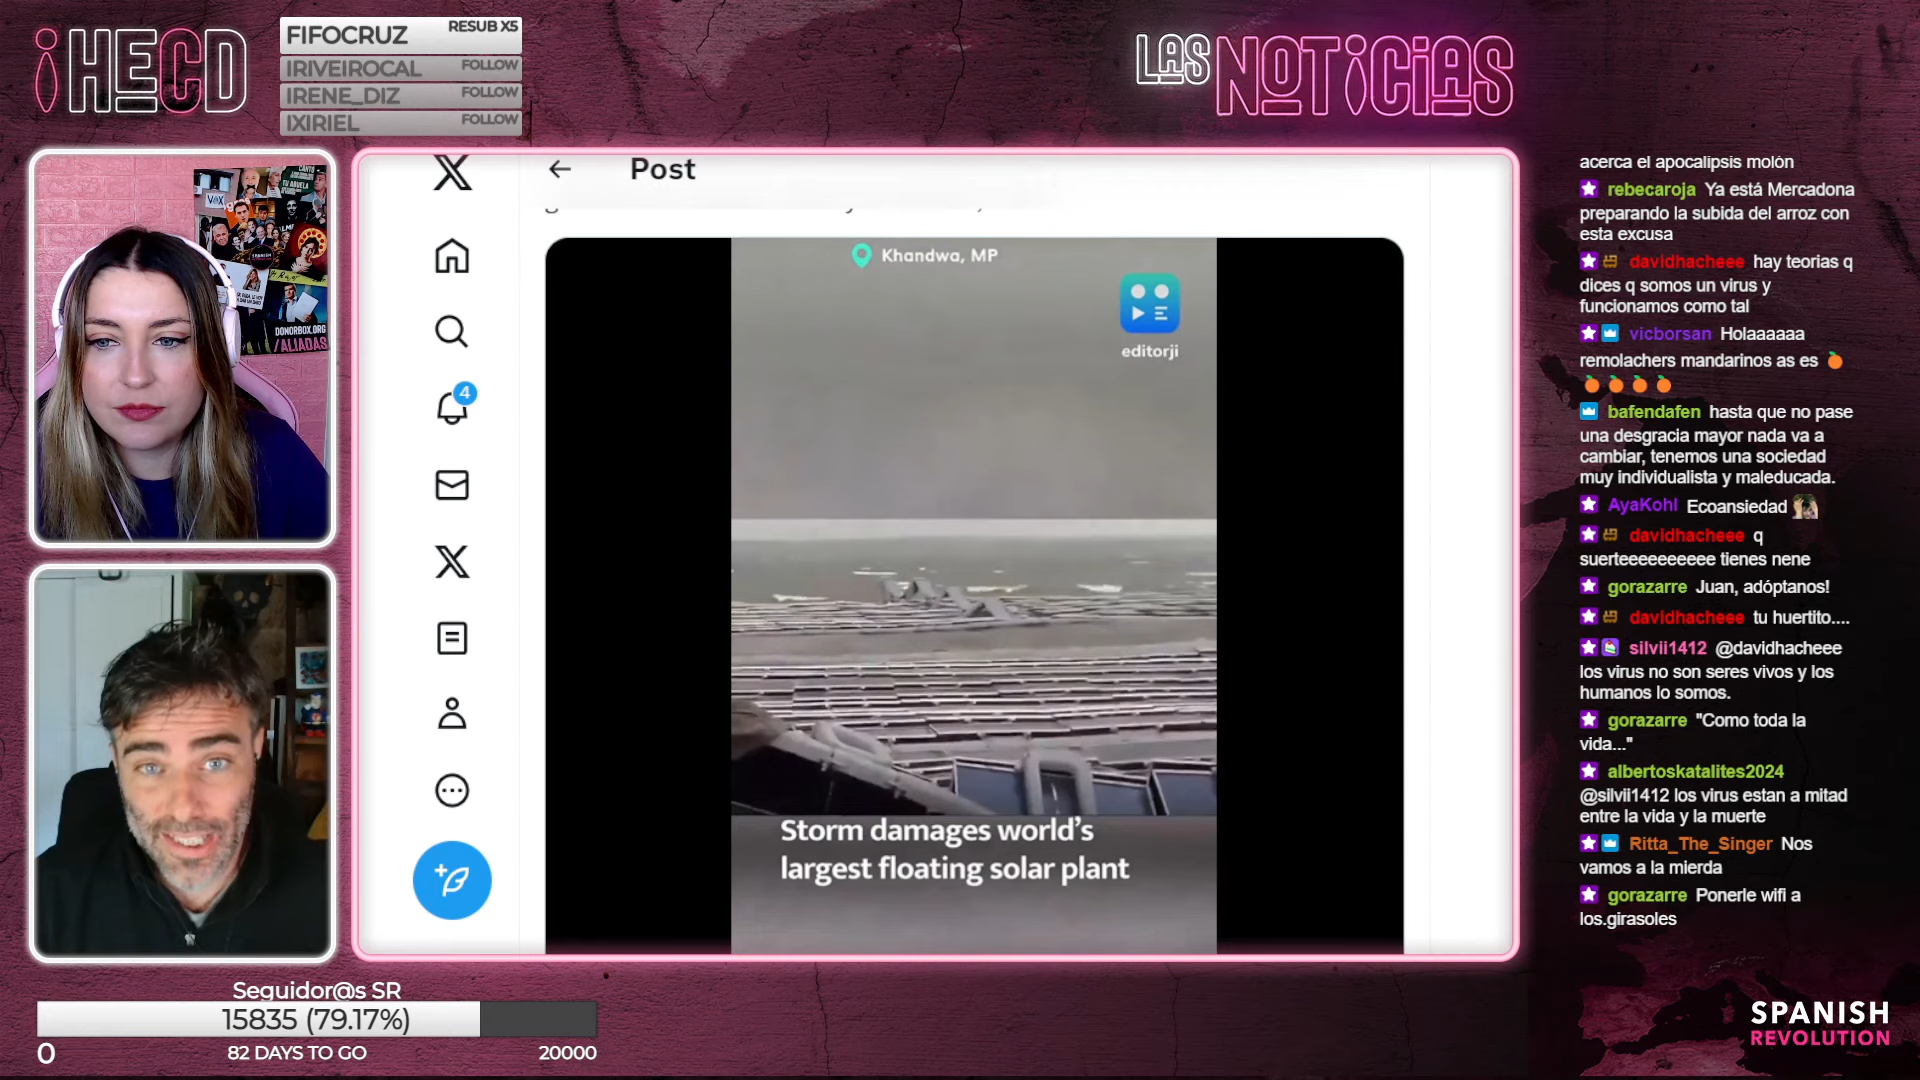 ¡HECD
FIFOCRUZ RESUB X5
IRIVEIROCAL FOLLOW
IRENE_DIZ FOLLOW
IXIRIEL FOLLOW
LAS NOTICIAS
VOX
DONORBOX.ORG
/ALIADAS
Post
4
Khandwa, MP
editorji
Storm damages world's
largest floating solar plant
acerca el apocalipsis molón
rebecaroja Ya está Mercadona
preparando la subida del arroz con
esta excusa
davidhacheee hay teorias q
dices q somos un virus y
funcionamos como tal
vicborsan Holaaaaaa
remolachers mandarinos as es
bafendafen hasta que no pase
una desgracia mayor nada va a
cambiar, tenemos una sociedad
muy individualista y maleducada.
AyaKohl Ecoansiedad
davidhacheee q
suerteeeeeeeeee tienes nene
gorazarre Juan, adóptanos!
davidhacheee tu huertito....
silvii1412 @davidhacheee
los virus no son seres vivos y los
humanos lo somos.
gorazarre "Como toda la
vida..."
albertoskatalites2024
@silvii1412 los virus estan a mitad
entre la vida y la muerte
Ritta_The_Singer Nos
vamos a la mierda
gorazarre Ponerle wifi a
los.girasoles
Seguidor@s SR
15835 (79.17%)
0 82 DAYS TO GO 20000
SPANISH
REVOLUTION